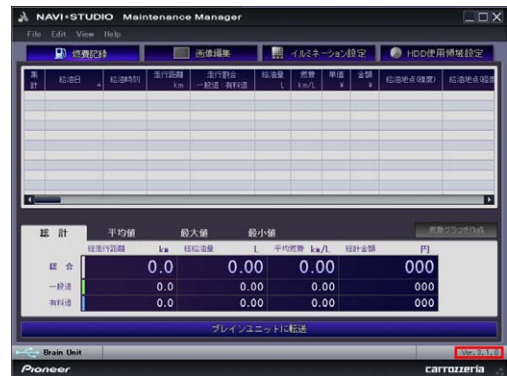 NAVI*STUDIO Maintenance Manager
File Edit View Help
燃費記録 画像編集 イルミネーション設定 HDD使用領域設定
集計 給油日 給油時刻 走行距離 km 走行割合 一般道:有料道 給油量 L 燃費 km/L 単価 ¥ 金額 ¥ 給油地点(緯度) 給油地点(経度
総計 平均値 最大値 最小値 燃費グラフを作成
総走行距離 km 総給油量 L 平均燃費 km/L 総計金額 円
総合 0.0 0.00 0.00 000
一般道 0.0 0.00 0.00 000
有料道 0.0 0.00 0.00 000
ブレインユニットに転送
Brain Unit
Pioneer carrozzeria